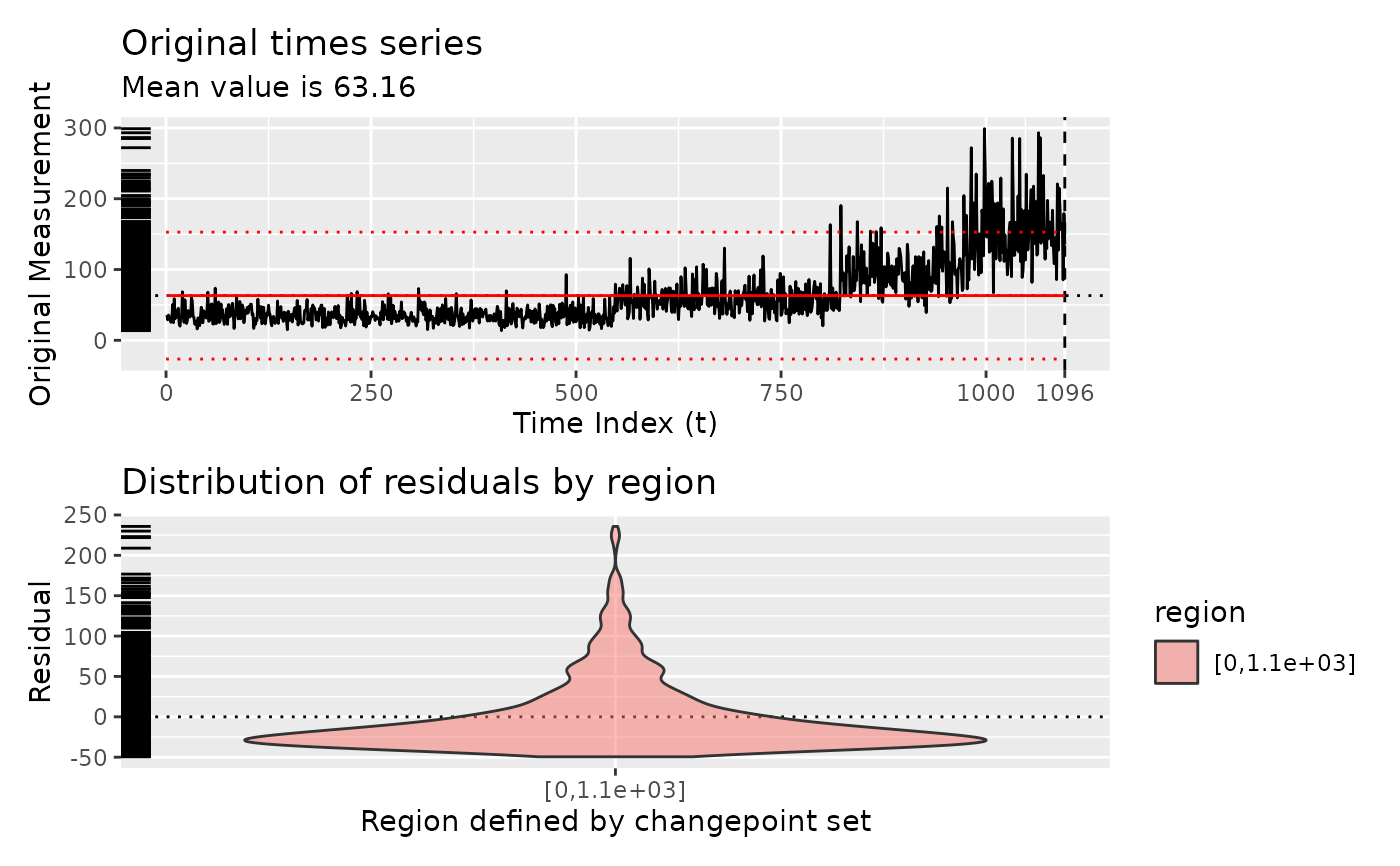 Original times series
Mean value is 63.16
Original Measurement
300
200
100
0
0 250 500 750 1000 1096
Time Index (t)
Distribution of residuals by region
Residual
250
200
150
100
50
0
-50
[0,1.1e+03]
Region defined by changepoint set
region
[0,1.1e+03]